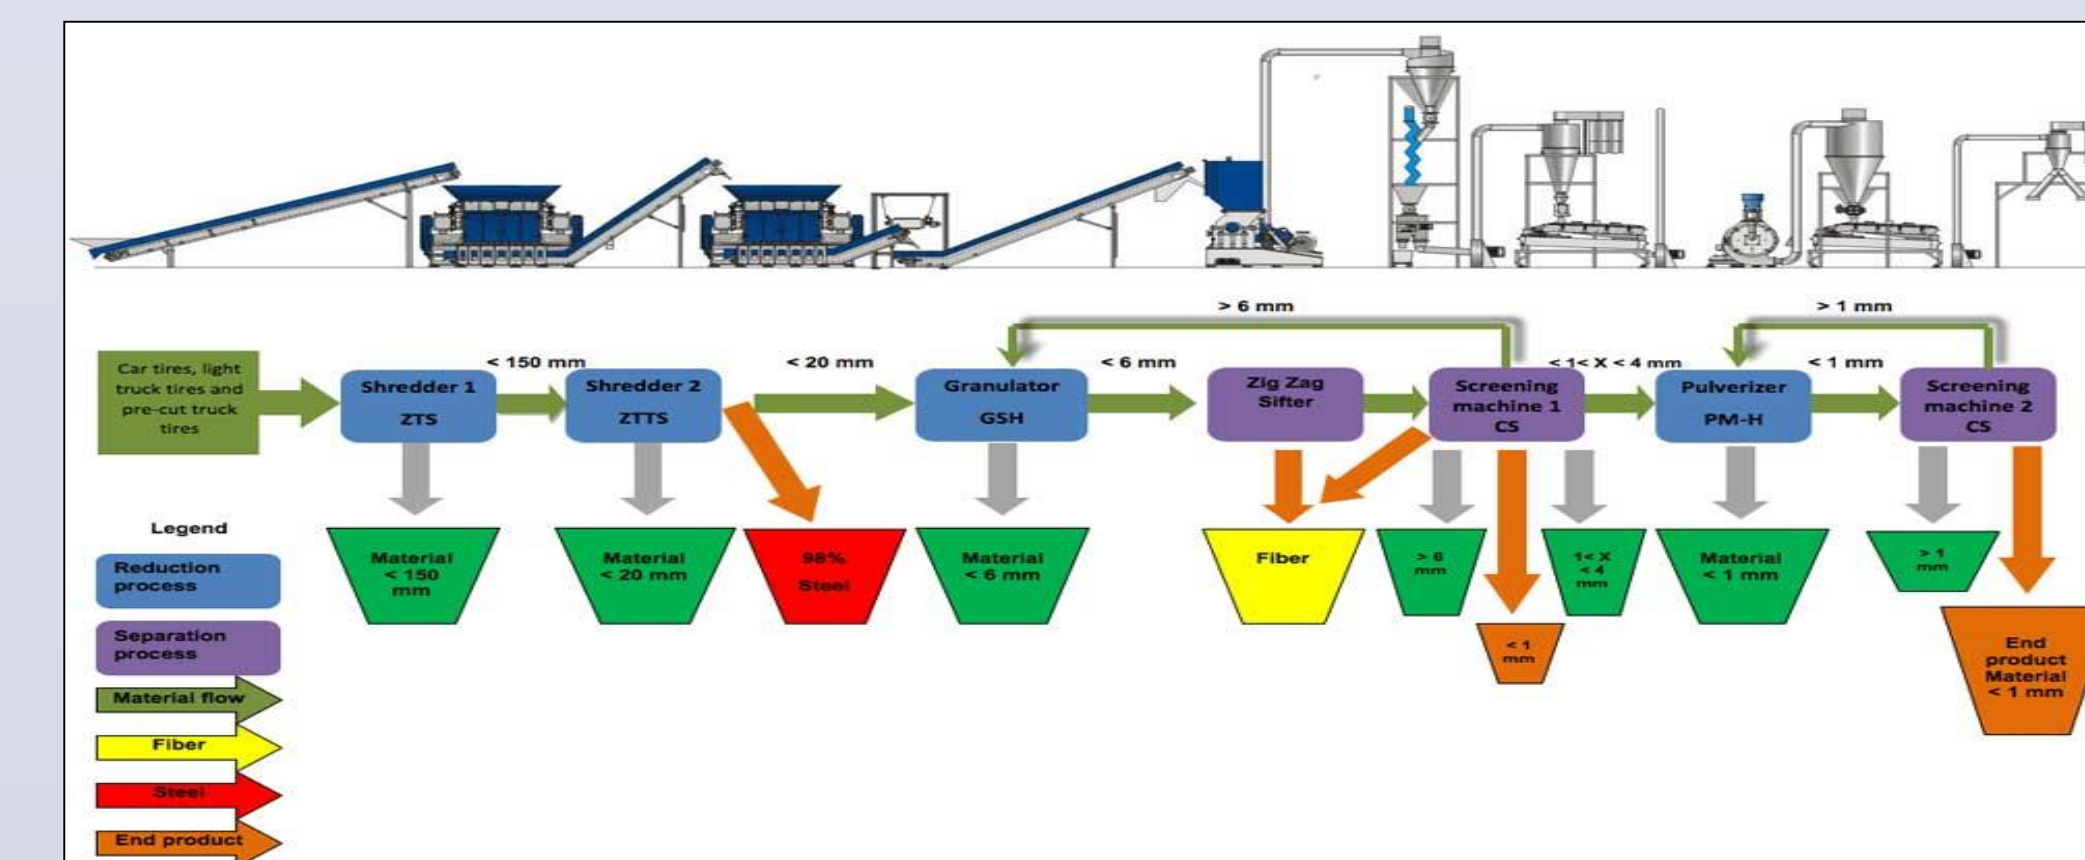 > 6 mm
> 1 mm
< 150 mm
< 20 mm
< 6 mm
< 1< X < 4 mm
< 1 mm
Car tires, light
truck tires and
pre-cut truck
tires
Shredder 1
ZTS
Shredder 2
ZTTS
Granulator
GSH
Zig Zag
Sifter
Screening
machine 1
CS
Pulverizer
PM-H
Screening
machine 2
CS
Legend
Reduction
process
Separation
process
Material flow
Fiber
Steel
End product
Material
< 150
mm
Material
< 20 mm
98%
Steel
Material
< 6 mm
Fiber
> 6
mm
< 1
mm
1< X
< 4
mm
Material
< 1 mm
> 1
mm
End
product
Material
< 1 mm